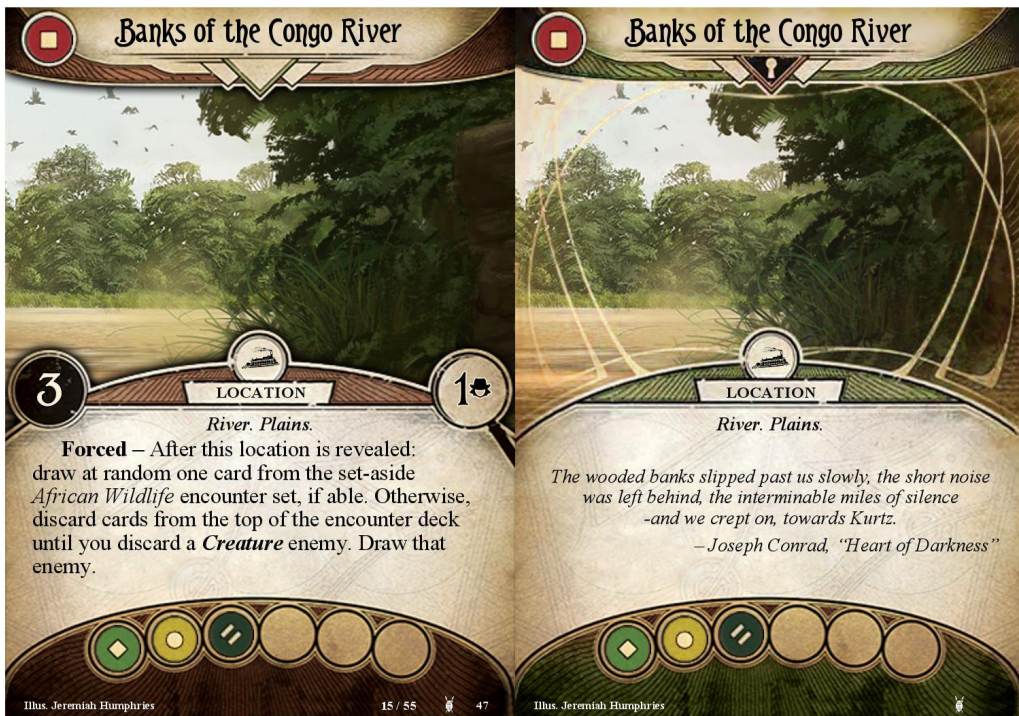 Banks of the Congo River
3
1
LOCATION
River. Plains.
Forced – After this location is revealed:
draw at random one card from the set-aside
African Wildlife encounter set, if able. Otherwise,
discard cards from the top of the encounter deck
until you discard a Creature enemy. Draw that
enemy.
Illus. Jeremiah Humphries
15 / 55
47
Banks of the Congo River
LOCATION
River. Plains.
The wooded banks slipped past us slowly, the short noise
was left behind, the interminable miles of silence
-and we crept on, towards Kurtz.
– Joseph Conrad, “Heart of Darkness”
Illus. Jeremiah Humphries